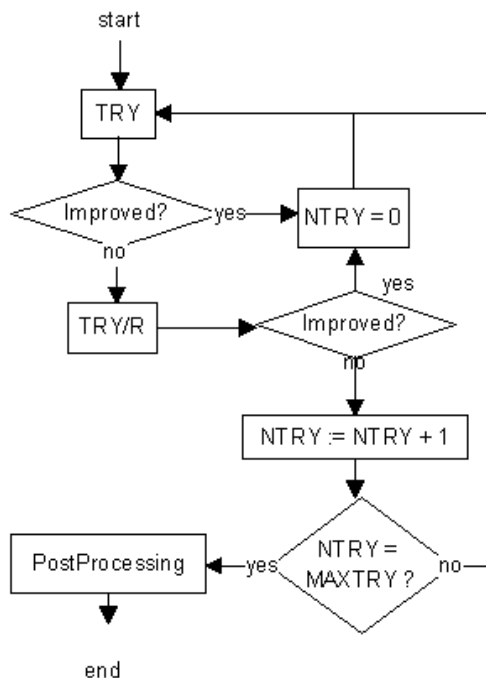 start
TRY
Improved?
yes
NTRY = 0
no
yes
TRY/R
Improved?
no
NTRY := NTRY + 1
NTRY =
MAXTRY ?
yes
no
PostProcessing
end